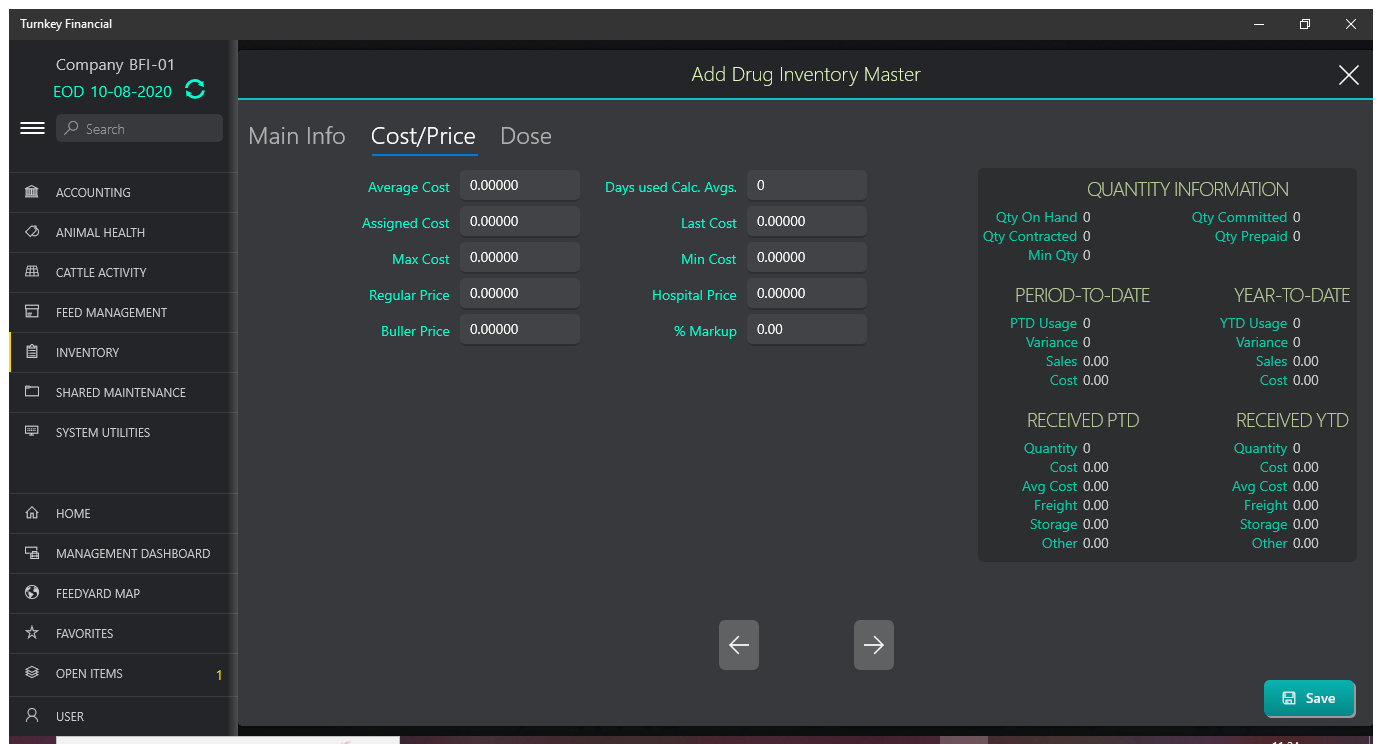 Turnkey Financial
Company BFI-01
EOD 10-08-2020
Search
ACCOUNTING
ANIMAL HEALTH
CATTLE ACTIVITY
FEED MANAGEMENT
INVENTORY
SHARED MAINTENANCE
SYSTEM UTILITIES
HOME
MANAGEMENT DASHBOARD
FEEDYARD MAP
FAVORITES
OPEN ITEMS 1
USER
Add Drug Inventory Master
Main Info Cost/Price Dose
Average Cost 0.00000 Days used Calc. Avgs. 0
Assigned Cost 0.00000 Last Cost 0.00000
Max Cost 0.00000 Min Cost 0.00000
Regular Price 0.00000 Hospital Price 0.00000
Buller Price 0.00000 % Markup 0.00
QUANTITY INFORMATION
Qty On Hand 0 Qty Committed 0
Qty Contracted 0 Qty Prepaid 0
Min Qty 0
PERIOD-TO-DATE YEAR-TO-DATE
PTD Usage 0 YTD Usage 0
Variance 0 Variance 0
Sales 0.00 Sales 0.00
Cost 0.00 Cost 0.00
RECEIVED PTD RECEIVED YTD
Quantity 0 Quantity 0
Cost 0.00 Cost 0.00
Avg Cost 0.00 Avg Cost 0.00
Freight 0.00 Freight 0.00
Storage 0.00 Storage 0.00
Other 0.00 Other 0.00
Save